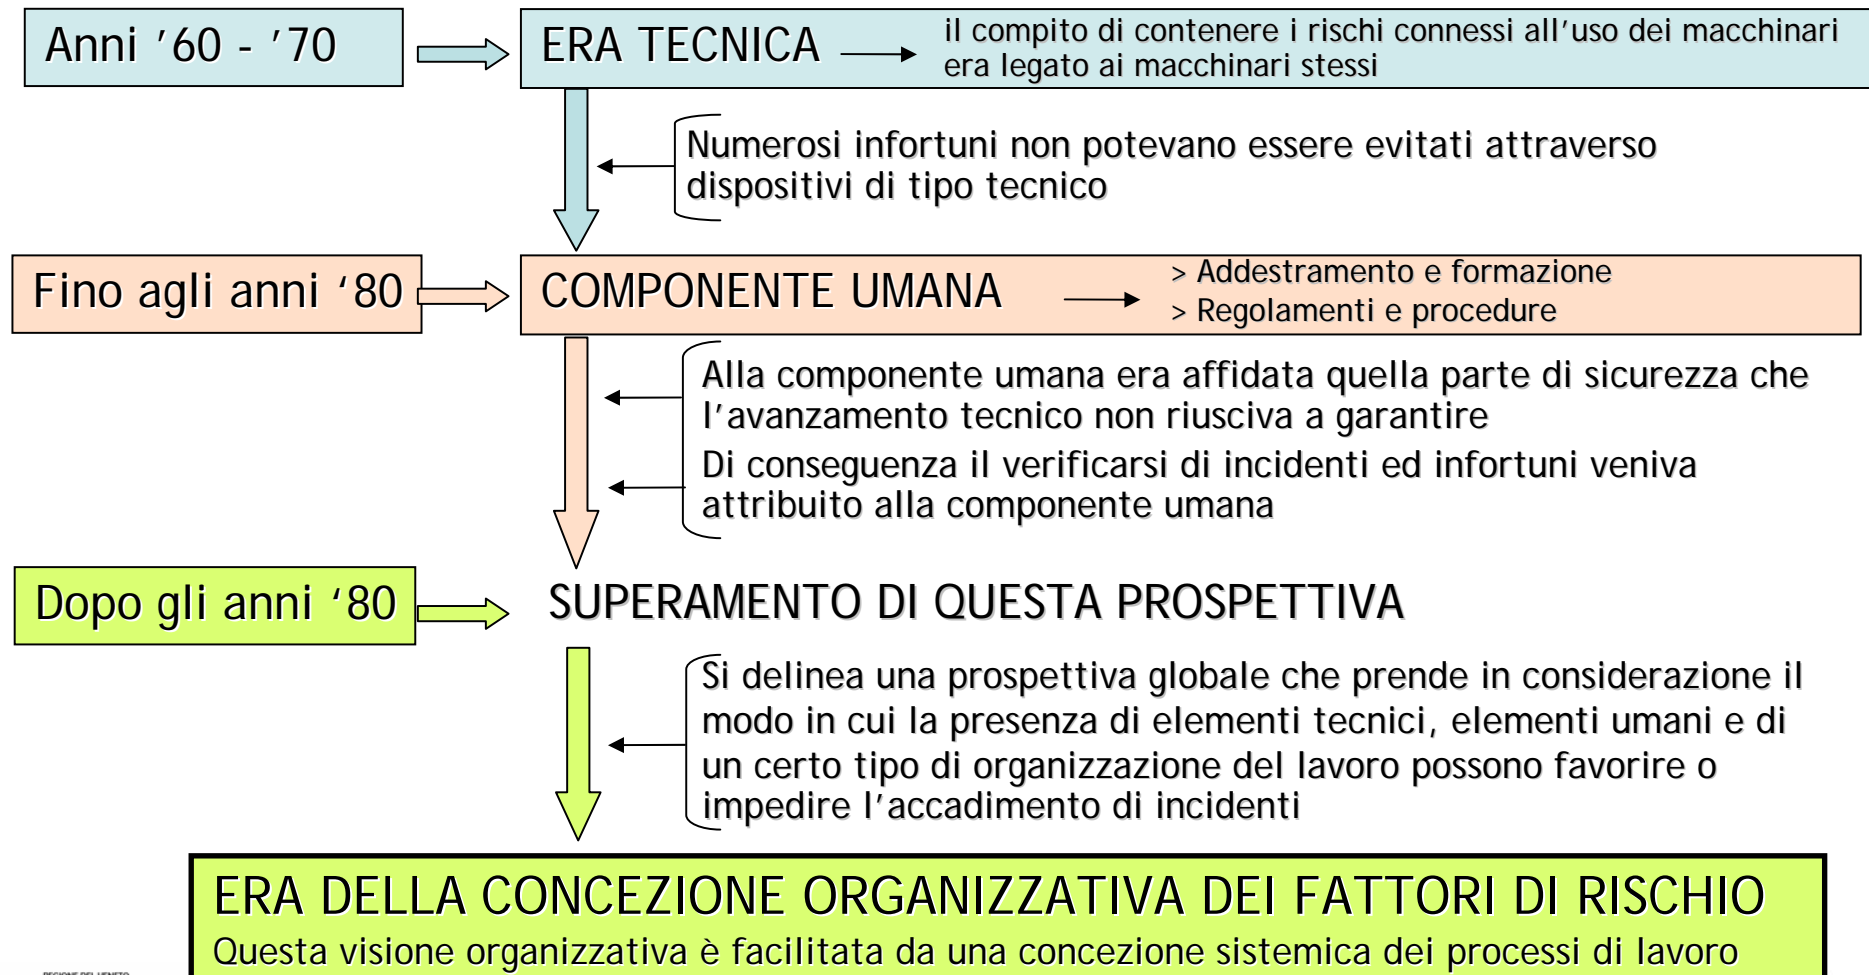 Anni '60 - '70
ERA TECNICA
il compito di contenere i rischi connessi all'uso dei macchinari
era legato ai macchinari stessi
Numerosi infortuni non potevano essere evitati attraverso
dispositivi di tipo tecnico
Fino agli anni '80
COMPONENTE UMANA
> Addestramento e formazione
> Regolamenti e procedure
Alla componente umana era affidata quella parte di sicurezza che
l'avanzamento tecnico non riusciva a garantire
Di conseguenza il verificarsi di incidenti ed infortuni veniva
attribuito alla componente umana
Dopo gli anni '80
SUPERAMENTO DI QUESTA PROSPETTIVA
Si delinea una prospettiva globale che prende in considerazione il
modo in cui la presenza di elementi tecnici, elementi umani e di
un certo tipo di organizzazione del lavoro possono favorire o
impedire l'accadimento di incidenti
ERA DELLA CONCEZIONE ORGANIZZATIVA DEI FATTORI DI RISCHIO
Questa visione organizzativa è facilitata da una concezione sistemica dei processi di lavoro
REGIONE DEL VENETO